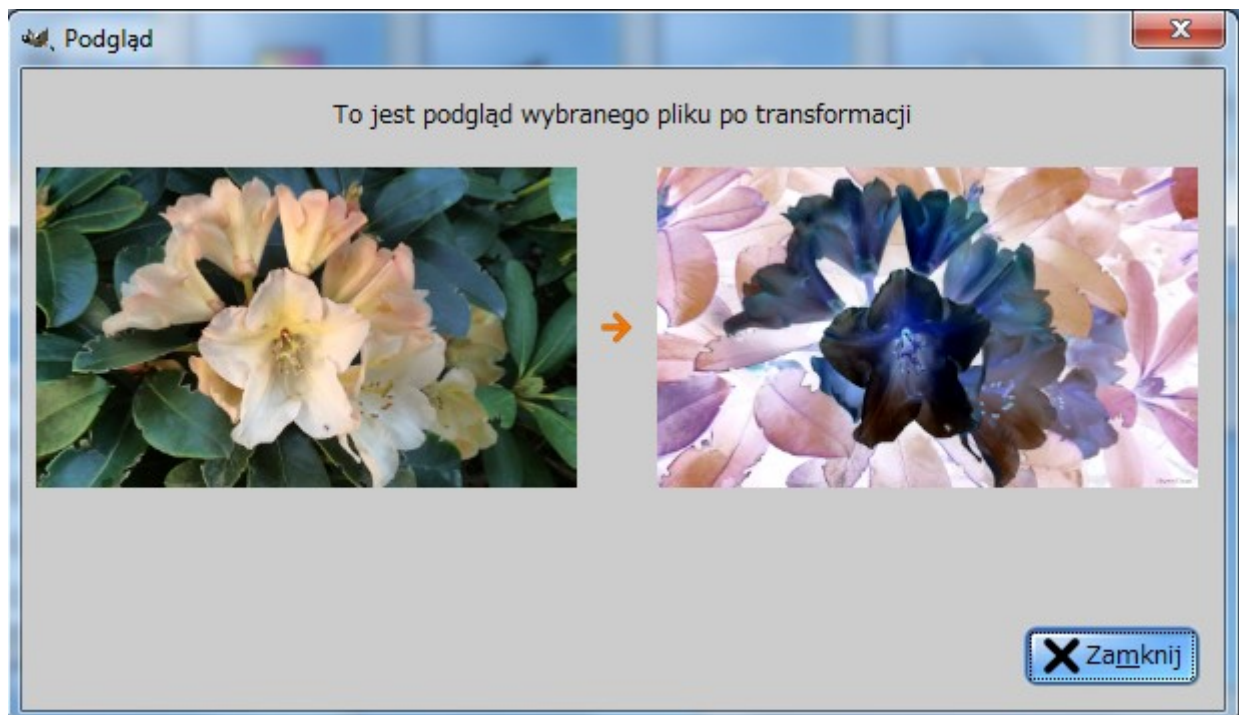 Podgląd
To jest podgląd wybranego pliku po transformacji
Zamknij